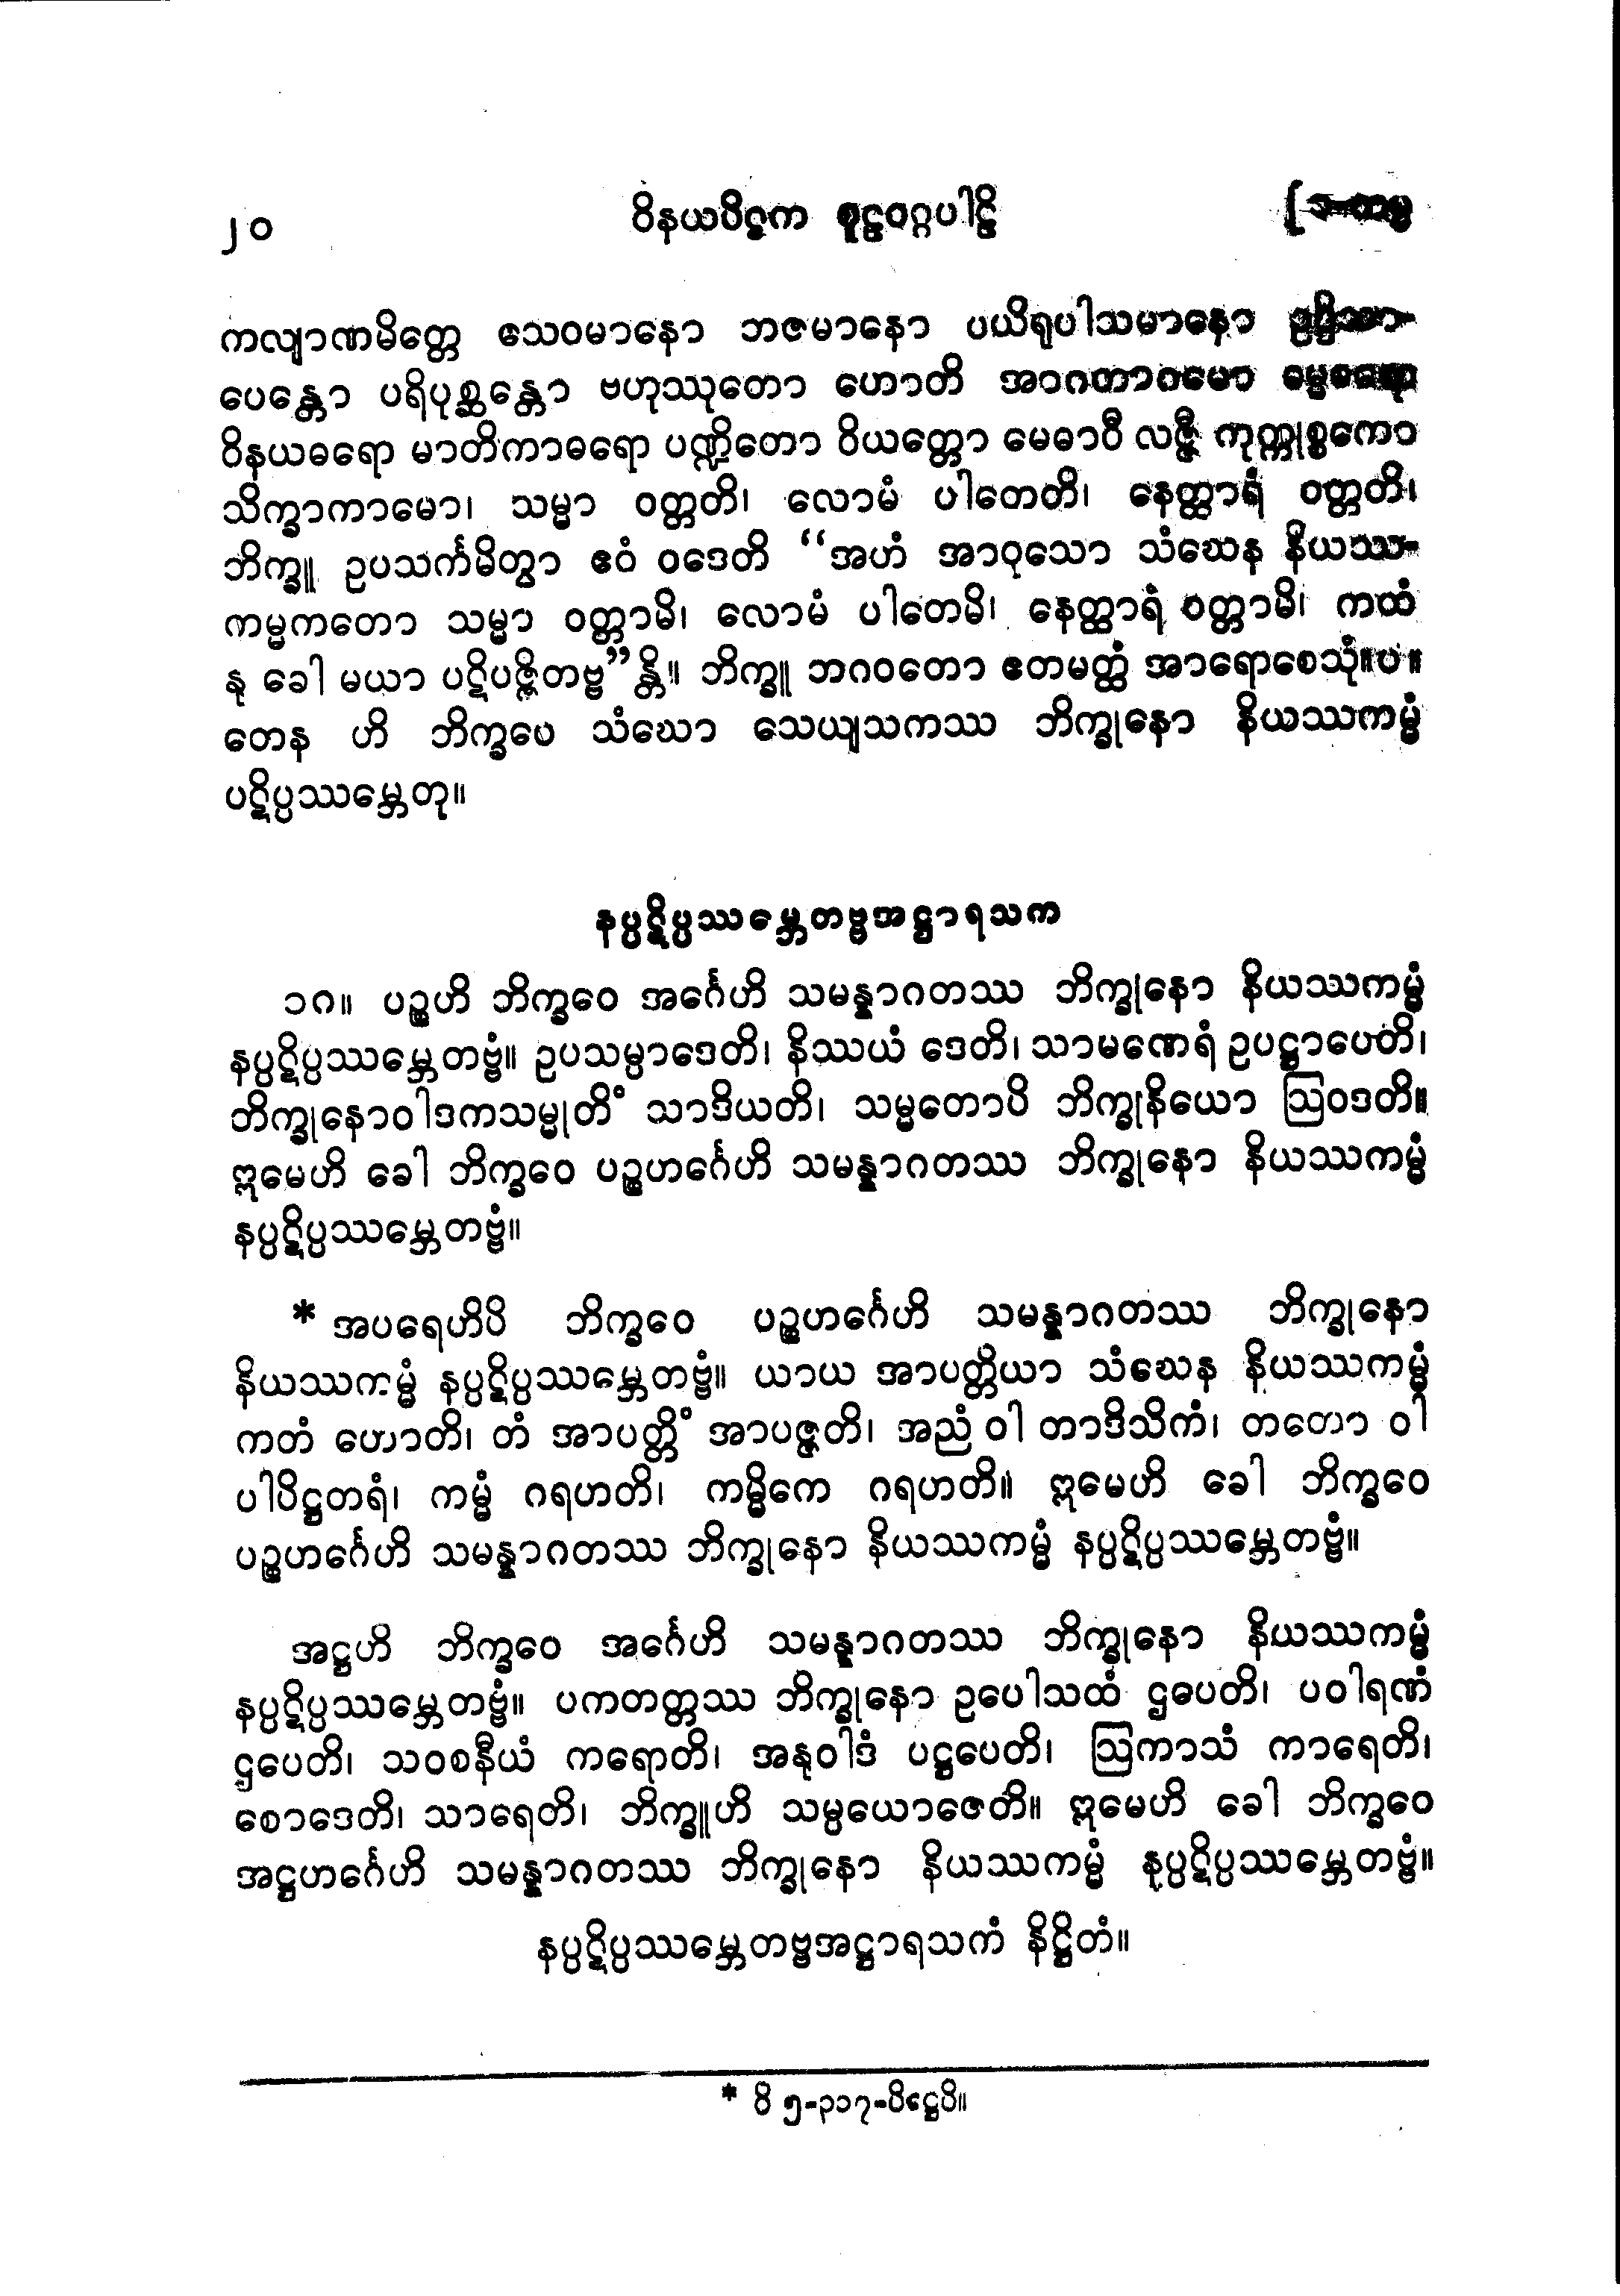 ၂၀ ဝိနယပိဋက စူဠဝဂ္ဂပါဠိ [၁-ကမ္မ
ကလျာဏမိတ္တေ သေဝမာနော ဘဇမာနော ပယိရုပါသမာနော
ပေန္တော ပရိပုစ္ဆန္တော ဗဟုဿုတော ဟောတိ အာဂတာဂမော ဓမ္မဓရော
ဝိနယဓရော မာတိကာဓရော ပဏ္ဍိတော ဝိယတ္တော မေဓာဝီ လဇ္ဇီ ကုက္ကုစ္စကော
သိက္ခာကာမော၊ သမ္မာ ဝတ္တတိ၊ လောမံ ပါတေတိ၊ နေတ္ထာရံ ဝတ္တတိ၊
ဘိက္ခူ ဥပသင်္ကမိတွာ ဧဝံ ဝဒေတိ “အဟံ အာဝုသော သံဃေန နိယဿ-
ကမ္မကတော သမ္မာ ဝတ္တာမိ၊ လောမံ ပါတေမိ၊ နေတ္ထာရံ ဝတ္တာမိ၊ ကထံ
နု ခေါ မယာ ပဋိပဇ္ဇိတဗ္ဗ”န္တိ။ ဘိက္ခူ ဘဂဝတော ဧတမတ္ထံ အာရောစေသုံ။ပ။
တေန ဟိ ဘိက္ခဝေ သံဃော သေယျသကဿ ဘိက္ခုနော နိယဿကမ္မံ
ပဋိပ္ပဿမ္ဘေတု။
နပ္ပဋိပ္ပဿမ္ဘေတဗ္ဗအဋ္ဌာရသက
၁ဂ။ ပဉ္စဟိ ဘိက္ခဝေ အင်္ဂေဟိ သမန္နာဂတဿ ဘိက္ခုနော နိယဿကမ္မံ
နပ္ပဋိပ္ပဿမ္ဘေတဗ္ဗံ။ ဥပသမ္ပာဒေတိ၊ နိဿယံ ဒေတိ၊ သာမဏေရံ ဥပဋ္ဌာပေတိ၊
ဘိက္ခုနောဝါဒကသမ္မုတိံ သာဒိယတိ၊ သမ္မတောပိ ဘိက္ခုနိယော ဩဝဒတိ။
ဣမေဟိ ခေါ ဘိက္ခဝေ ပဉ္စဟင်္ဂေဟိ သမန္နာဂတဿ ဘိက္ခုနော နိယဿကမ္မံ
နပ္ပဋိပ္ပဿမ္ဘေတဗ္ဗံ။
* အပရေဟိပိ ဘိက္ခဝေ ပဉ္စဟင်္ဂေဟိ သမန္နာဂတဿ ဘိက္ခုနော
နိယဿကမ္မံ နပ္ပဋိပ္ပဿမ္ဘေတဗ္ဗံ။ ယာယ အာပတ္တိယာ သံဃေန နိယဿကမ္မံ
ကတံ ဟောတိ၊ တံ အာပတ္တိံ အာပဇ္ဇတိ၊ အညံ ဝါ တာဒိသိကံ၊ တတော ဝါ
ပါပိဋ္ဌတရံ၊ ကမ္မံ ဂရဟတိ၊ ကမ္မိကေ ဂရဟတိ။ ဣမေဟိ ခေါ ဘိက္ခဝေ
ပဉ္စဟင်္ဂေဟိ သမန္နာဂတဿ ဘိက္ခုနော နိယဿကမ္မံ နပ္ပဋိပ္ပဿမ္ဘေတဗ္ဗံ။
အဋ္ဌဟိ ဘိက္ခဝေ အင်္ဂေဟိ သမန္နာဂတဿ ဘိက္ခုနော နိယဿကမ္မံ
နပ္ပဋိပ္ပဿမ္ဘေတဗ္ဗံ။ ပကတတ္တဿ ဘိက္ခုနော ဥပေါသထံ ဌပေတိ၊ ပဝါရဏံ
ဌပေတိ၊ သဝစနီယံ ကရောတိ၊ အနုဝါဒံ ပဋ္ဌပေတိ၊ ဩကာသံ ကာရေတိ၊
စောဒေတိ၊ သာရေတိ၊ ဘိက္ခူဟိ သမ္ပယောဇေတိ။ ဣမေဟိ ခေါ ဘိက္ခဝေ
အဋ္ဌဟင်္ဂေဟိ သမန္နာဂတဿ ဘိက္ခုနော နိယဿကမ္မံ နပ္ပဋိပ္ပဿမ္ဘေတဗ္ဗံ။
နပ္ပဋိပ္ပဿမ္ဘေတဗ္ဗအဋ္ဌာရသကံ နိဋ္ဌိတံ။
* ဝိ ၅-၃၁၇-ပိဋ္ဌေပိ။